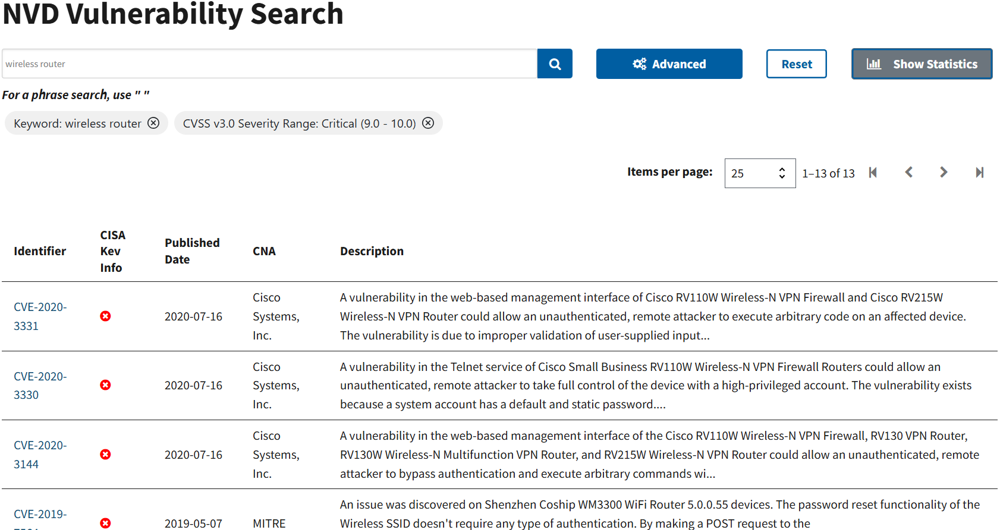 NVD Vulnerability Search
wireless router
Advanced
Reset
Show Statistics
For a phrase search, use " "
Keyword: wireless router
CVSS v3.0 Severity Range: Critical (9.0 - 10.0)
Items per page:
25
1–13 of 13
Identifier
CISA
Kev
Info
Published
Date
CNA
Description
CVE-2020-
3331
2020-07-16
Cisco
Systems,
Inc.
A vulnerability in the web-based management interface of Cisco RV110W Wireless-N VPN Firewall and Cisco RV215W
Wireless-N VPN Router could allow an unauthenticated, remote attacker to execute arbitrary code on an affected device.
The vulnerability is due to improper validation of user-supplied input...
CVE-2020-
3330
2020-07-16
Cisco
Systems,
Inc.
A vulnerability in the Telnet service of Cisco Small Business RV110W Wireless-N VPN Firewall Routers could allow an
unauthenticated, remote attacker to take full control of the device with a high-privileged account. The vulnerability exists
because a system account has a default and static password....
CVE-2020-
3144
2020-07-16
Cisco
Systems,
Inc.
A vulnerability in the web-based management interface of the Cisco RV110W Wireless-N VPN Firewall, RV130 VPN Router,
RV130W Wireless-N Multifunction VPN Router, and RV215W Wireless-N VPN Router could allow an unauthenticated, remote
attacker to bypass authentication and execute arbitrary commands wi...
CVE-2019-
2019-05-07
MITRE
An issue was discovered on Shenzhen Coship WM3300 WiFi Router 5.0.0.55 devices. The password reset functionality of the
Wireless SSID doesn't require any type of authentication. By making a POST request to the